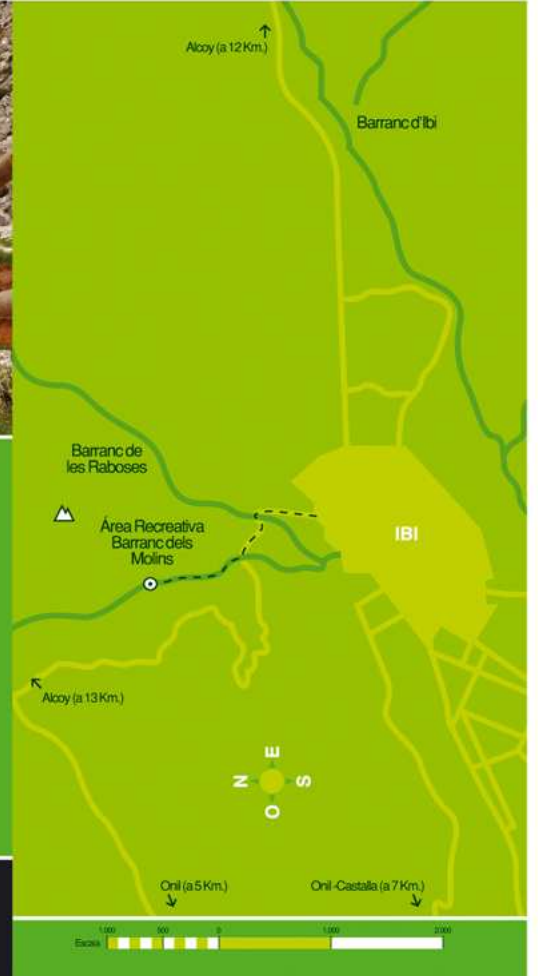 Alcoy (a 12 Km.)
Barranc d'Ibi
Barranc de
les Raboses
Área Recreativa
Barranc dels
Molins
IBI
Alcoy (a 13 Km.)
E
N
S
O
Onil (a 5 Km.)
Onil-Castalla (a 7 Km.)
Escala
1.000
500
0
1.000
2.000